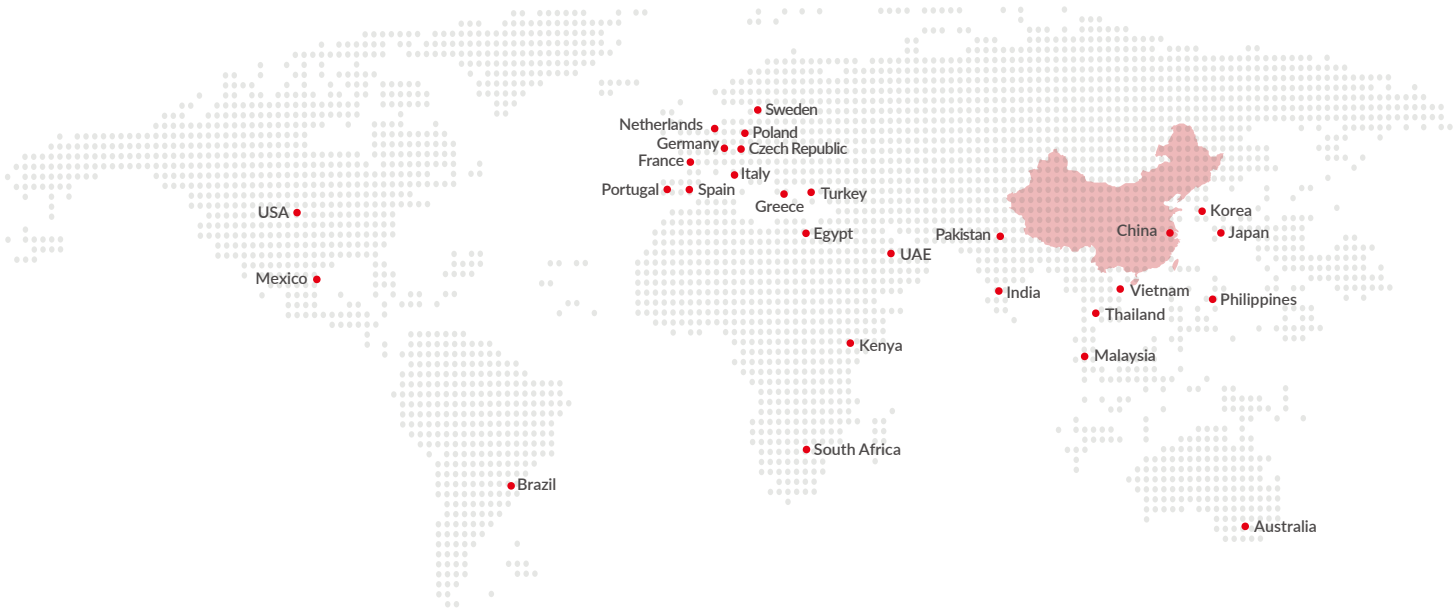 Sweden
Netherlands
Poland
Germany
Czech Republic
France
Italy
Portugal
Spain
Turkey
Greece
USA
Korea
China
Japan
Egypt
Pakistan
UAE
Mexico
India
Vietnam
Philippines
Thailand
Kenya
Malaysia
South Africa
Brazil
Australia